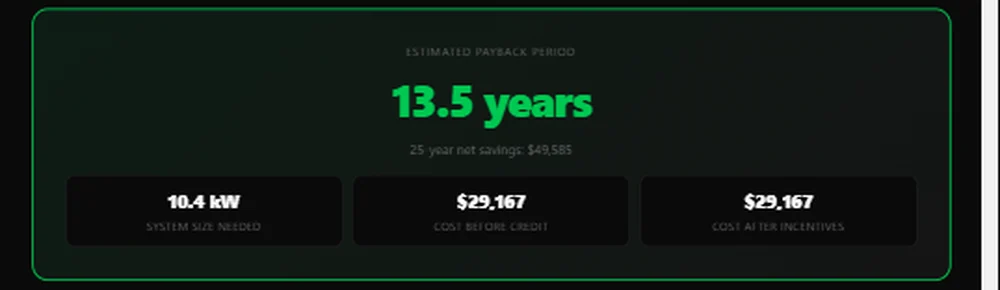 ESTIMATED PAYBACK PERIOD
13.5 years
25 year net savings: $49,585
10.4 kW
SYSTEM SIZE NEEDED
$29,167
COST BEFORE CREDIT
$29,167
COST AFTER INCENTIVES